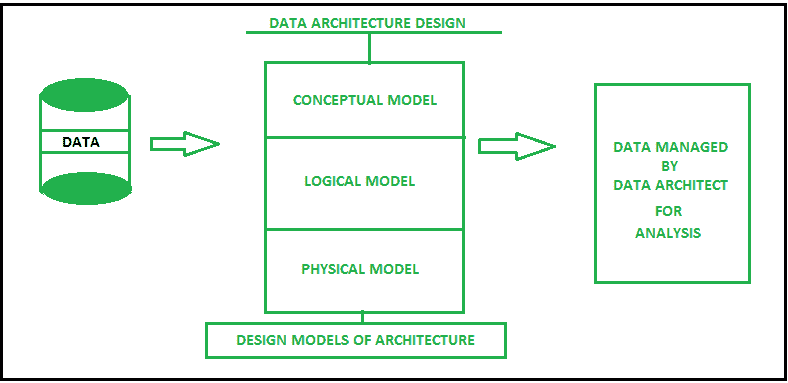 DATA ARCHITECTURE DESIGN
DATA
CONCEPTUAL MODEL
LOGICAL MODEL
PHYSICAL MODEL
DESIGN MODELS OF ARCHITECTURE
DATA MANAGED
BY
DATA ARCHITECT
FOR
ANALYSIS